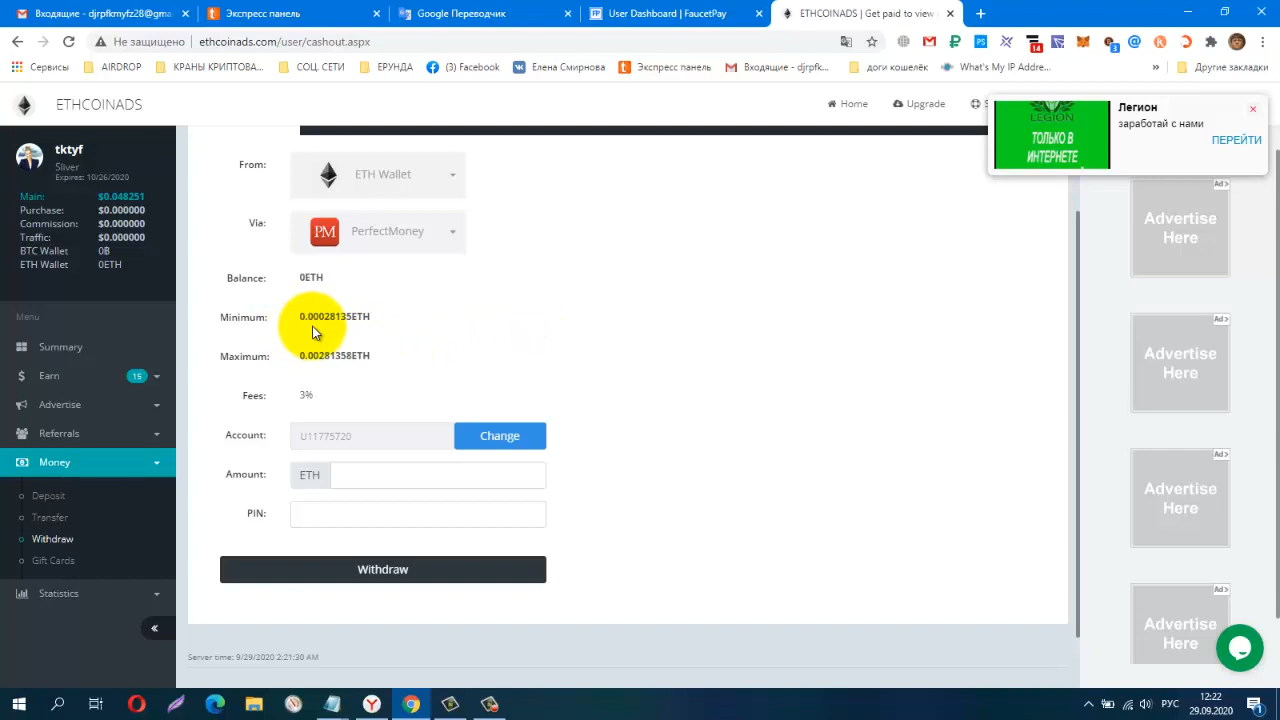 Входящие - djrpfkmyfz28@gma
Экспресс панель
Google Переводчик
User Dashboard | FaucetPay
ETHCOINADS | Get paid to view
Не защищено
ethcoinads.com/user/cashout.aspx
14
3
Сервисы
AIRDROP
КРАНЫ КРИПТОВА...
СОЦ. СЕТИ
ЕРУНДА
(3) Facebook
Елена Смирнова
Экспресс панель
Входящие - djrpfk...
доги кошелёк
What's My IP Addre...
»
Другие закладки
ETHCOINADS
Home
Upgrade
LEGION
ТОЛЬКО В
ИНТЕРНЕТЕ
Легион
заработай с нами
ПЕРЕЙТИ
tktyf
Sliver
Expires: 10/26/2020
Main: $0.048251
Purchase: $0.000000
Commission: $0.000000
Traffic: $0.000000
BTC Wallet 0B
ETH Wallet 0ETH
Menu
Summary
Earn 15
Advertise
Referrals
Money
Deposit
Transfer
Withdraw
Gift Cards
Statistics
From: ETH Wallet
Via: PM PerfectMoney
Balance: 0ETH
Minimum: 0.00028135ETH
Maximum: 0.00281358ETH
Fees: 3%
Account: U11775720 Change
Amount: ETH
PIN:
Withdraw
Server time: 9/29/2020 2:21:30 AM
Ad
Advertise
Here
Ad
Advertise
Here
Ad
Advertise
Here
Ad
Advertise
Here
РУС
12:22
29.09.2020
1